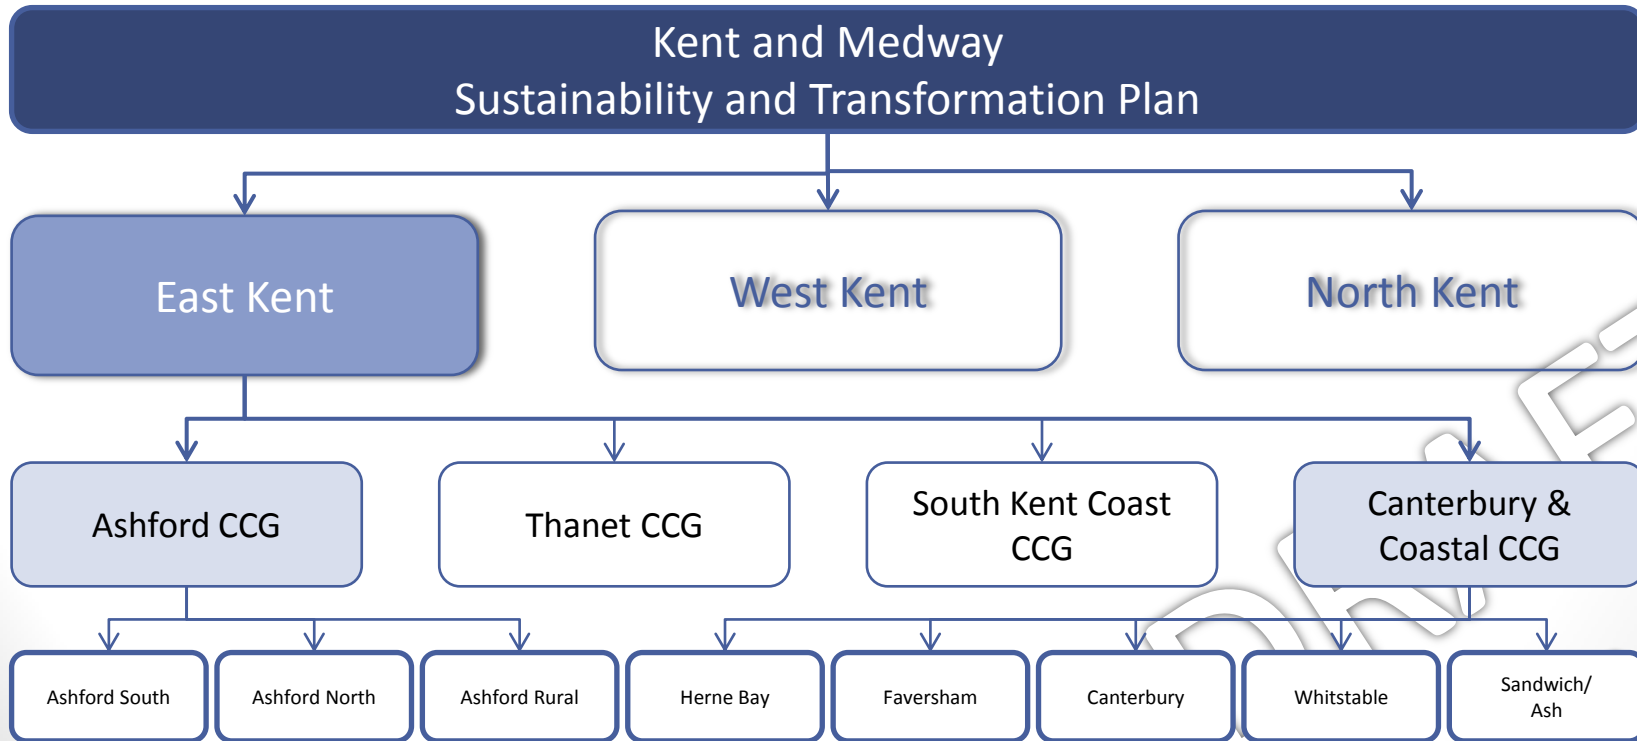 Kent and Medway
Sustainability and Transformation Plan
East Kent
West Kent
North Kent
Ashford CCG
Thanet CCG
South Kent Coast
CCG
Canterbury &
Coastal CCG
Ashford South
Ashford North
Ashford Rural
Herne Bay
Faversham
Canterbury
Whitstable
Sandwich/
Ash
DRAFT